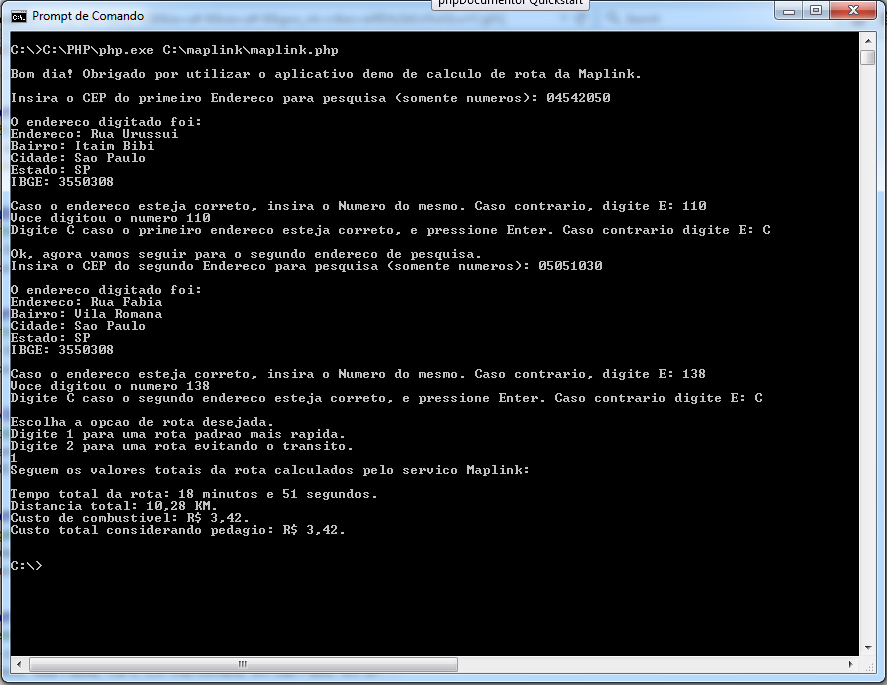 phpDocumentor Quickstart
Prompt de Comando
C:\>C:\PHP\php.exe C:\maplink\maplink.php
Bom dia! Obrigado por utilizar o aplicativo demo de calculo de rota da Maplink.
Insira o CEP do primeiro Endereco para pesquisa (somente numeros): 04542050
O endereco digitado foi:
Endereco: Rua Urussui
Bairro: Itaim Bibi
Cidade: Sao Paulo
Estado: SP
IBGE: 3550308
Caso o endereco esteja correto, insira o Numero do mesmo. Caso contrario, digite E: 110
Voce digitou o numero 110
Digite C caso o primeiro endereco esteja correto, e pressione Enter. Caso contrario digite E: C
Ok, agora vamos seguir para o segundo endereco de pesquisa.
Insira o CEP do segundo Endereco para pesquisa (somente numeros): 05051030
O endereco digitado foi:
Endereco: Rua Fabia
Bairro: Vila Romana
Cidade: Sao Paulo
Estado: SP
IBGE: 3550308
Caso o endereco esteja correto, insira o Numero do mesmo. Caso contrario, digite E: 138
Voce digitou o numero 138
Digite C caso o segundo endereco esteja correto, e pressione Enter. Caso contrario digite E: C
Escolha a opcao de rota desejada.
Digite 1 para uma rota padrao mais rapida.
Digite 2 para uma rota evitando o transito.
1
Seguem os valores totais da rota calculados pelo servico Maplink:
Tempo total da rota: 18 minutos e 51 segundos.
Distancia total: 10,28 KM.
Custo de combustivel: R$ 3,42.
Custo total considerando pedagio: R$ 3,42.
C:\>